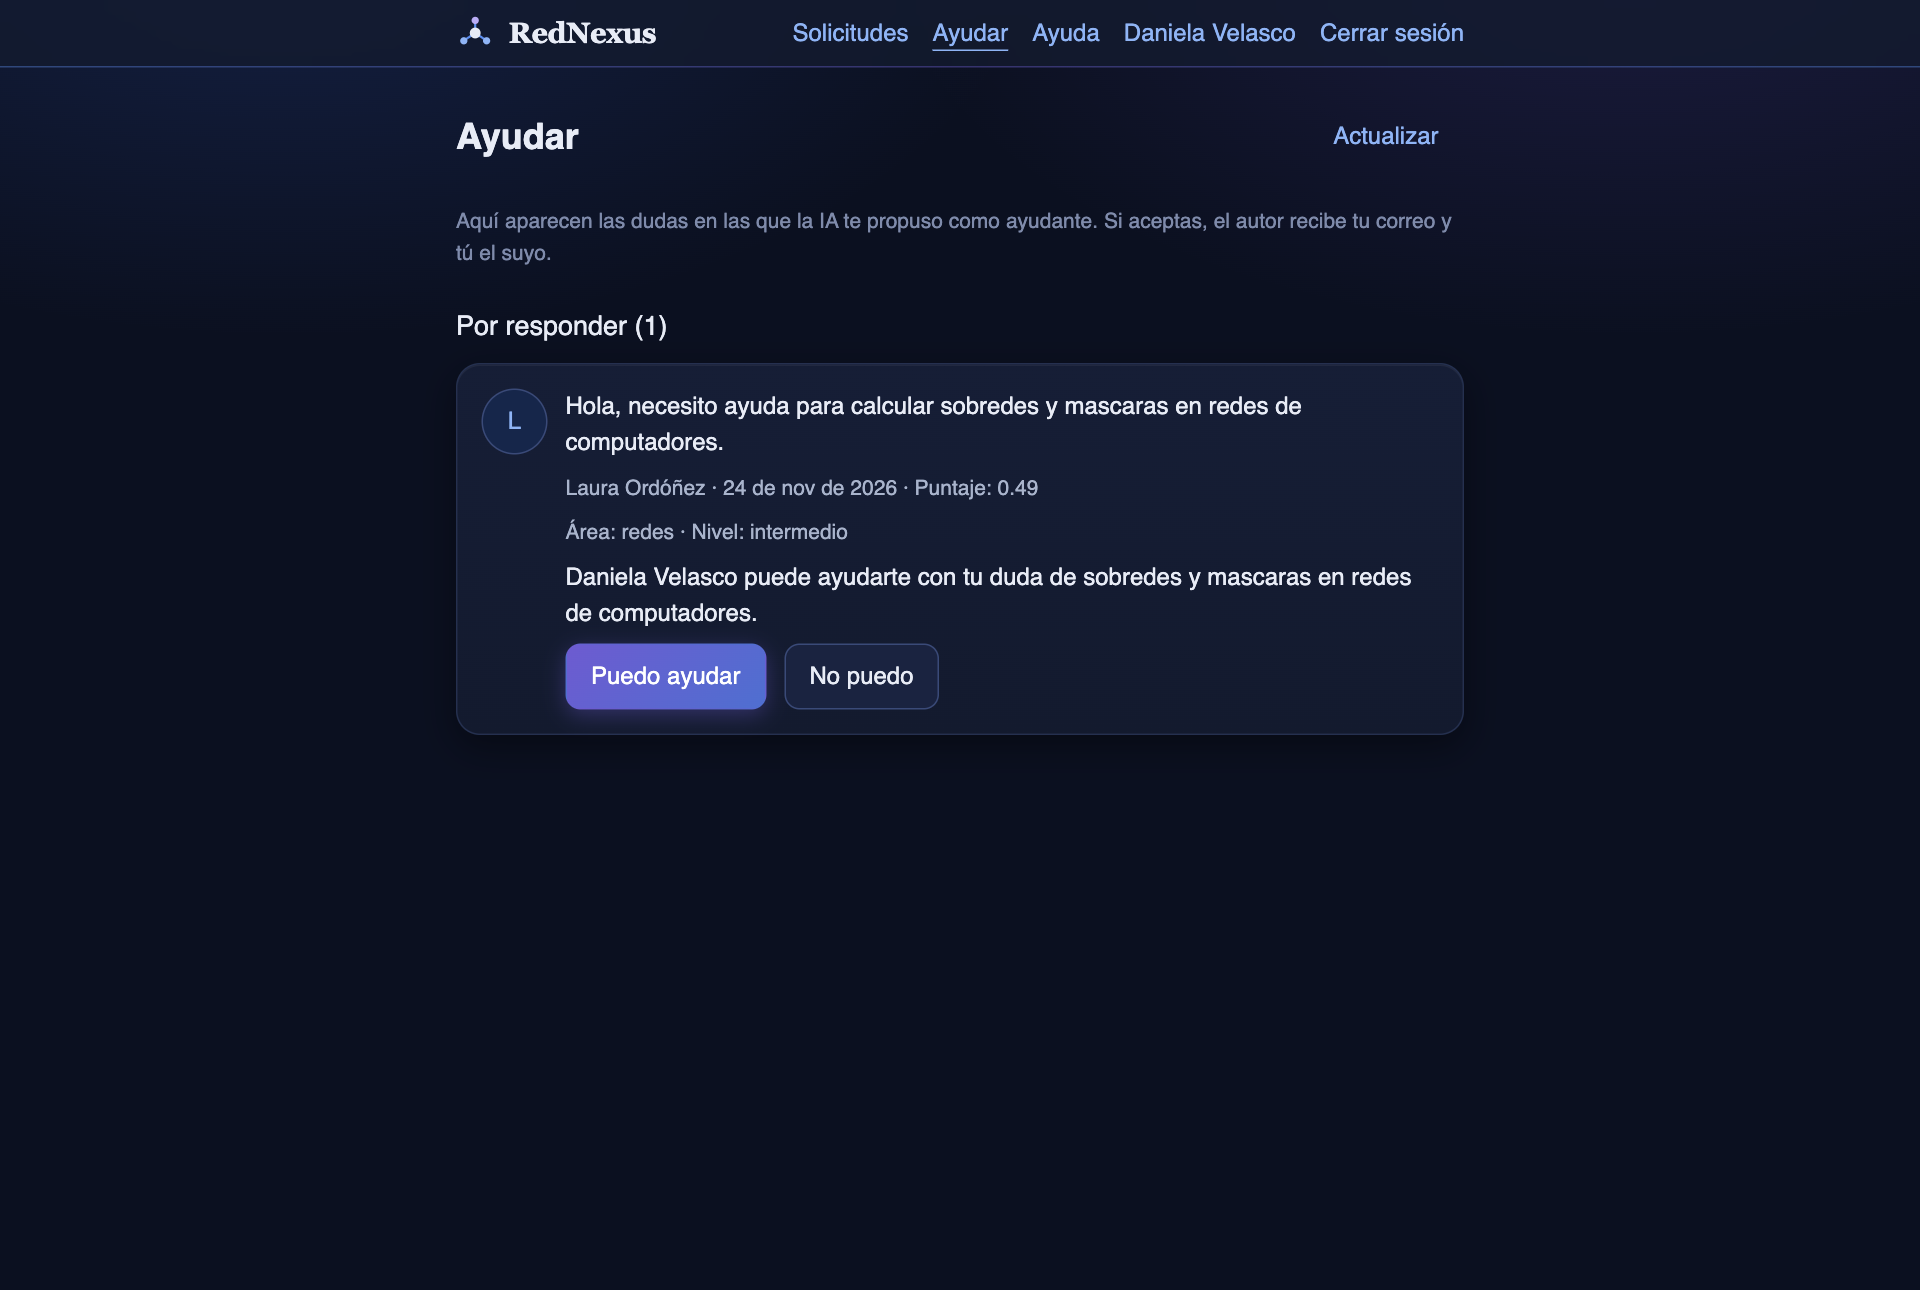 RedNexus
Solicitudes Ayudar Ayuda Daniela Velasco Cerrar sesión
Ayudar
Actualizar
Aquí aparecen las dudas en las que la IA te propuso como ayudante. Si aceptas, el autor recibe tu correo y
tú el suyo.
Por responder (1)
L
Hola, necesito ayuda para calcular sobredes y mascaras en redes de
computadores.
Laura Ordóñez · 24 de nov de 2026 · Puntaje: 0.49
Área: redes · Nivel: intermedio
Daniela Velasco puede ayudarte con tu duda de sobredes y mascaras en redes
de computadores.
Puedo ayudar
No puedo